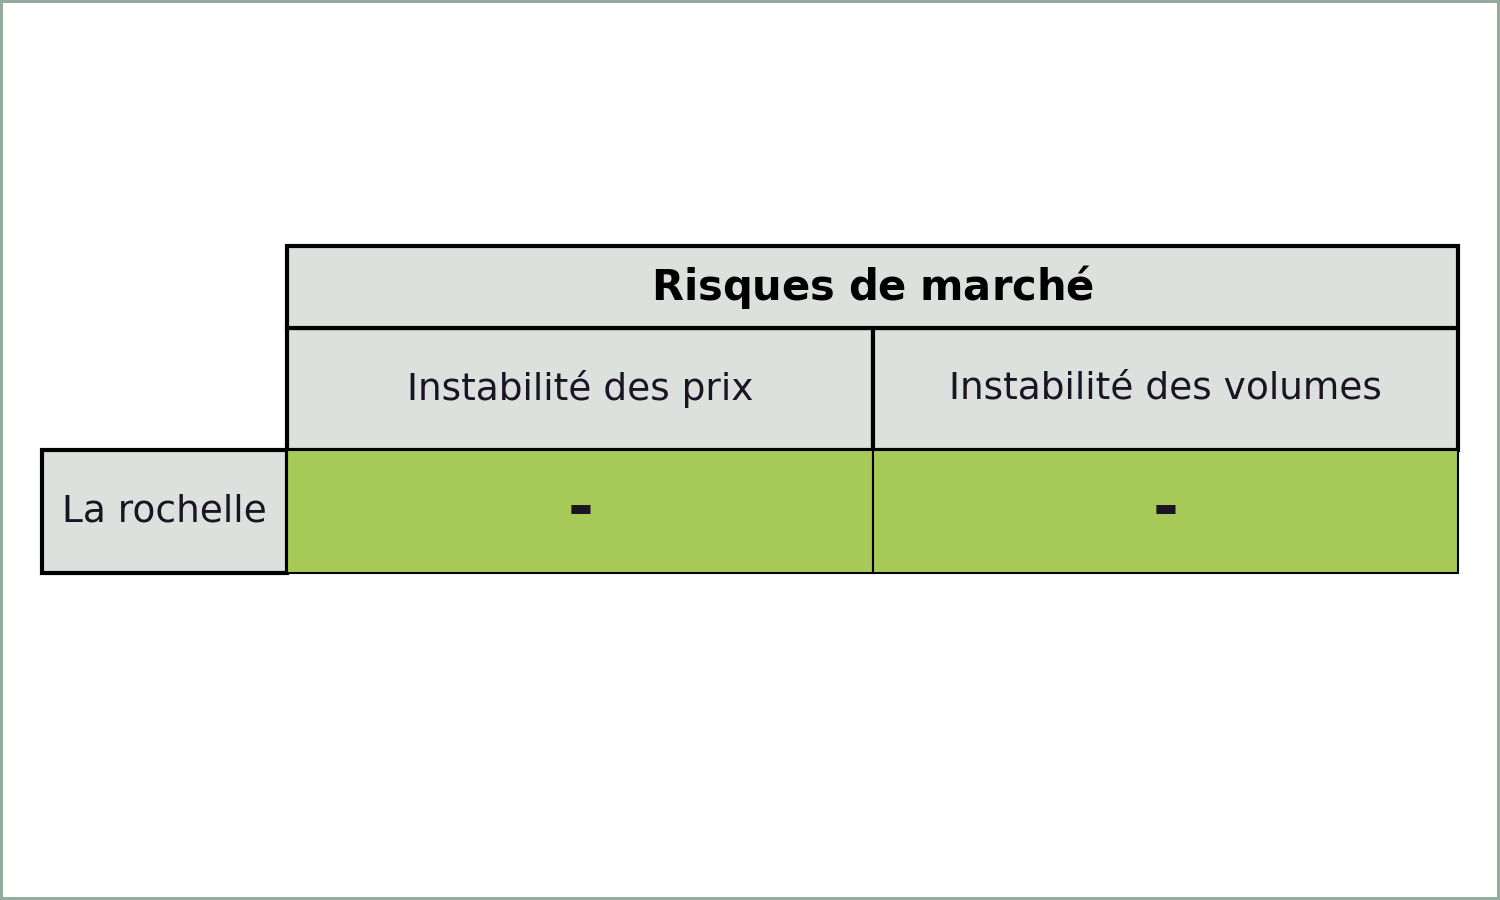 Risques de marché
Instabilité des prix
Instabilité des volumes
La rochelle
-
-